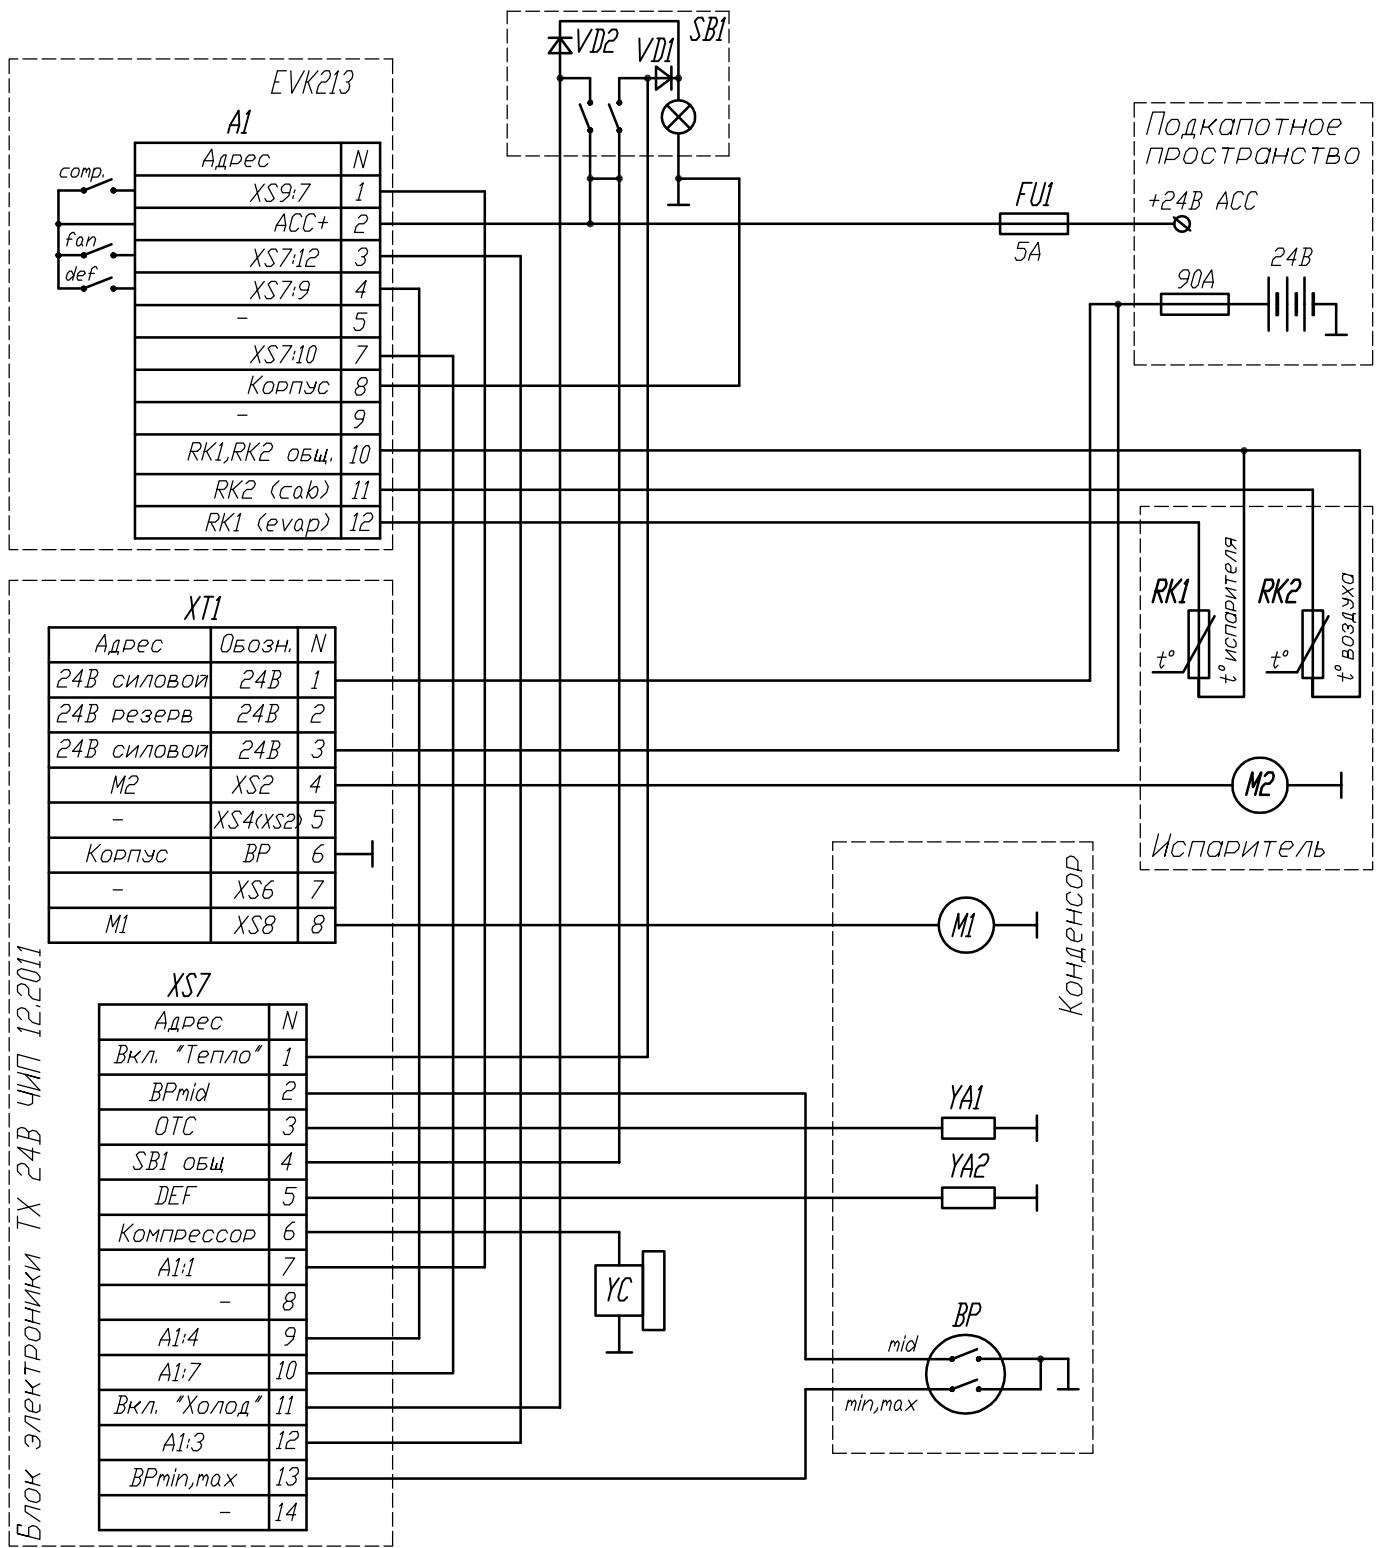 SB1
VD2
VD1
EVK213
A1
Адрес N
comp.
XS9:7 1
ACC+ 2
fan
XS7:12 3
def
XS7:9 4
- 5
XS7:10 7
Корпус 8
- 9
RK1,RK2 общ. 10
RK2 (cab) 11
RK1 (evap) 12
Подкапотное
пространство
+24В АСС
FU1
5А
90А
24В
RK1
t°
t° испарителя
RK2
t°
t° воздуха
M2
Испаритель
XT1
Адрес Обозн. N
24В силовой 24В 1
24В резерв 24В 2
24В силовой 24В 3
М2 XS2 4
- XS4(XS2) 5
Корпус ВР 6
- XS6 7
М1 XS8 8
Блок электроники ТХ 24В ЧИП 12.2011
XS7
Адрес N
Вкл. "Тепло" 1
BPmid 2
ОТС 3
SB1 общ 4
DEF 5
Компрессор 6
A1:1 7
- 8
A1:4 9
A1:7 10
Вкл. "Холод" 11
A1:3 12
BPmin,max 13
- 14
YC
Конденсор
M1
YA1
YA2
BP
mid
min,max